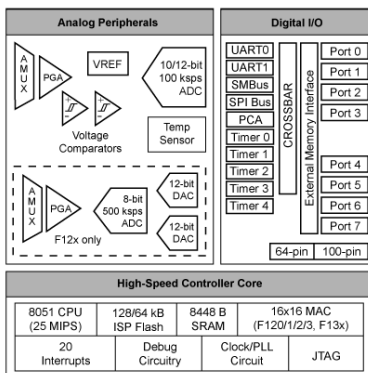 Analog Peripherals
AMUX
PGA
VREF
10/12-bit
100 ksps
ADC
+
-
+
-
Voltage
Comparators
Temp
Sensor
AMUX
PGA
8-bit
500 ksps
ADC
12-bit
DAC
12-bit
DAC
F12x only
Digital I/O
UART0
UART1
SMBus
SPI Bus
PCA
Timer 0
Timer 1
Timer 2
Timer 3
Timer 4
CROSSBAR
External Memory Interface
Port 0
Port 1
Port 2
Port 3
Port 4
Port 5
Port 6
Port 7
64-pin
100-pin
High-Speed Controller Core
8051 CPU
(25 MIPS)
128/64 kB
ISP Flash
8448 B
SRAM
16x16 MAC
(F120/1/2/3, F13x)
20
Interrupts
Debug
Circuitry
Clock/PLL
Circuit
JTAG